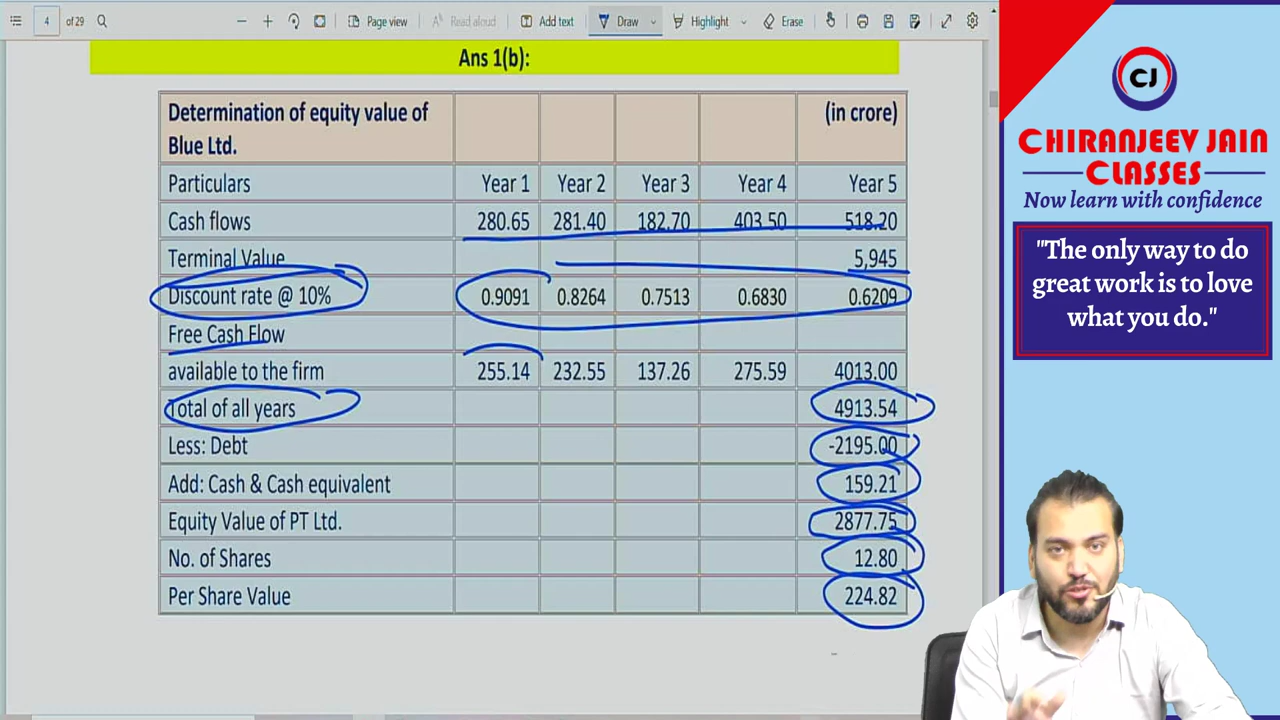 4 of 29 Page view Read aloud Add text Draw Highlight Erase
Ans 1(b):
Determination of equity value of (in crore)
Blue Ltd.
Particulars Year 1 Year 2 Year 3 Year 4 Year 5
Cash flows 280.65 281.40 182.70 403.50 518.20
Terminal Value 5,945
Discount rate @ 10% 0.9091 0.8264 0.7513 0.6830 0.6209
Free Cash Flow
available to the firm 255.14 232.55 137.26 275.59 4013.00
Total of all years 4913.54
Less: Debt -2195.00
Add: Cash & Cash equivalent 159.21
Equity Value of PT Ltd. 2877.75
No. of Shares 12.80
Per Share Value 224.82
CJ
CHIRANJEEV JAIN
CLASSES
Now learn with confidence
"The only way to do
great work is to love
what you do."